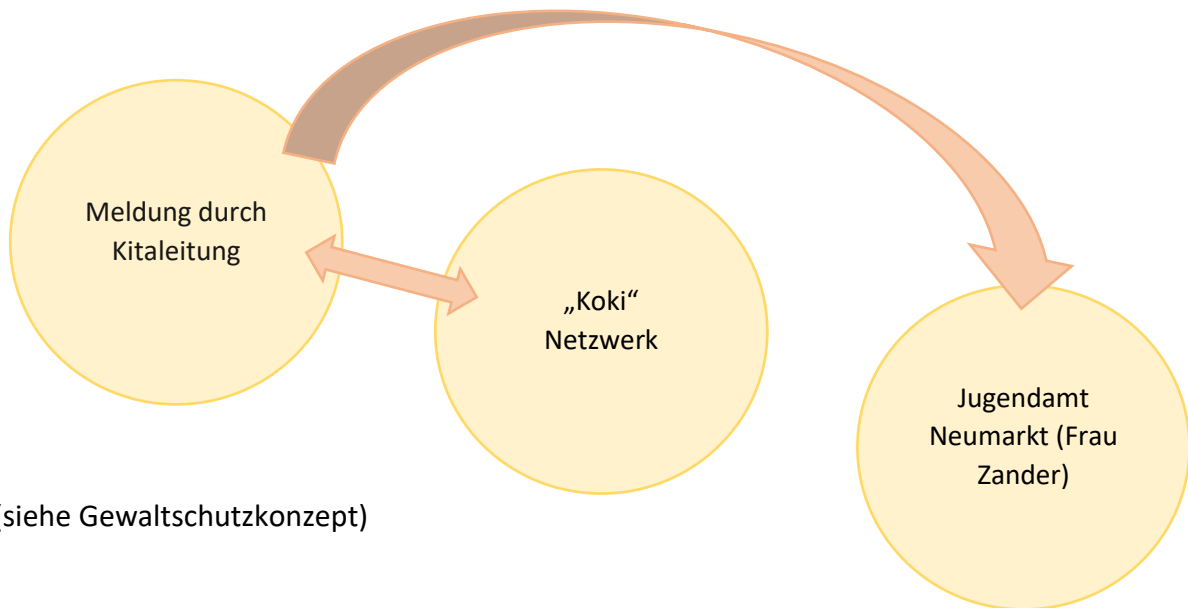 Meldung durch
Kitaleitung
„Koki“
Netzwerk
Jugendamt
Neumarkt (Frau
Zander)
(siehe Gewaltschutzkonzept)